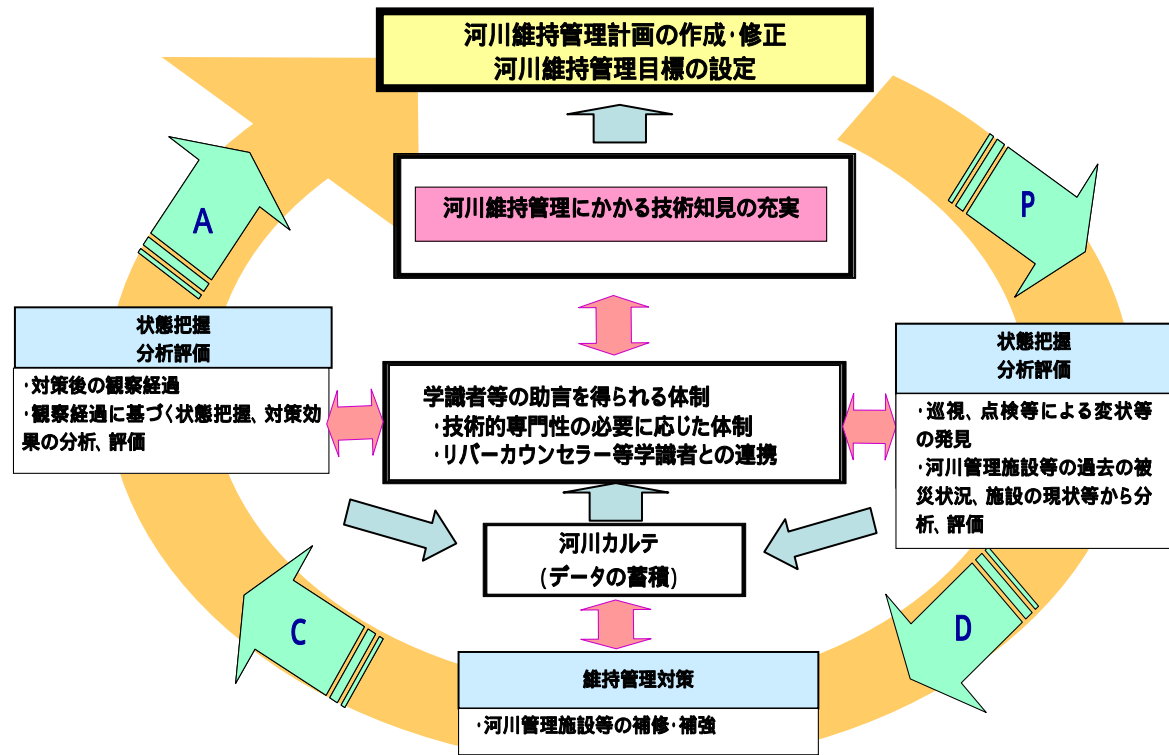 河川維持管理計画の作成・修正
河川維持管理目標の設定
河川維持管理にかかる技術知見の充実
A
P
状態把握
分析評価
・対策後の観察経過
・観察経過に基づく状態把握、対策効
果の分析、評価
学識者等の助言を得られる体制
・技術的専門性の必要に応じた体制
・リバーカウンセラー等学識者との連携
状態把握
分析評価
・巡視、点検等による変状等
の発見
・河川管理施設等の過去の被
災状況、施設の現状等から分
析、評価
河川カルテ
(データの蓄積)
C
D
維持管理対策
・河川管理施設等の補修・補強